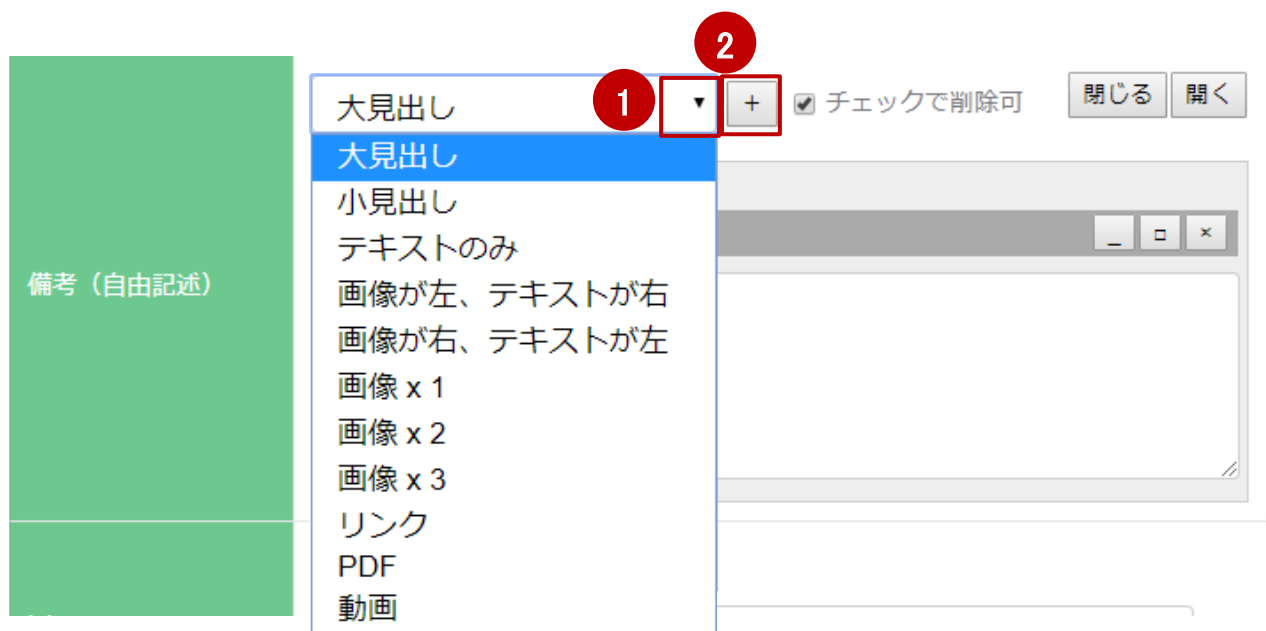 2
大見出し
1
▼
+
チェックで削除可
閉じる
開く
大見出し
小見出し
テキストのみ
画像が左、テキストが右
画像が右、テキストが左
画像 x 1
画像 x 2
画像 x 3
リンク
PDF
動画
備考（自由記述）